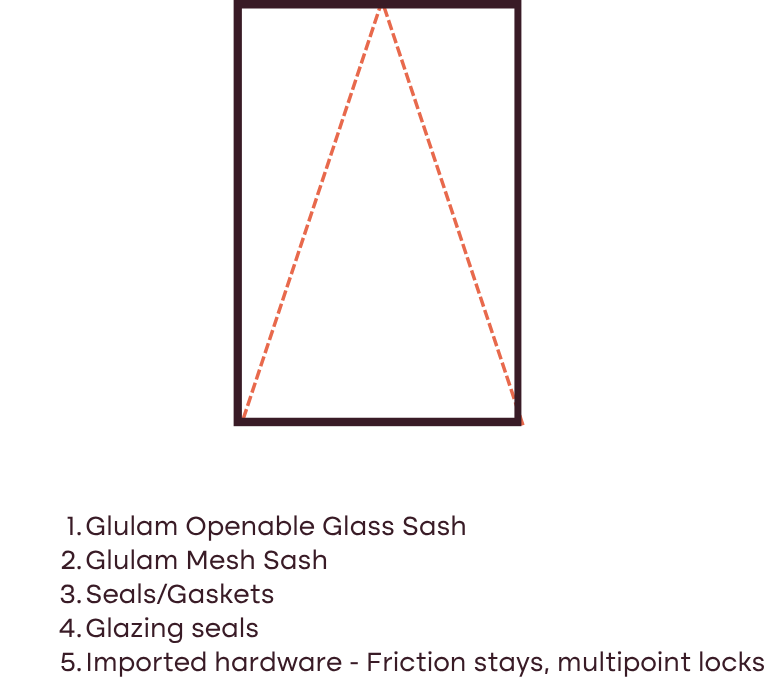 1. Glulam Openable Glass Sash
2. Glulam Mesh Sash
3. Seals/Gaskets
4. Glazing seals
5. Imported hardware - Friction stays, multipoint locks